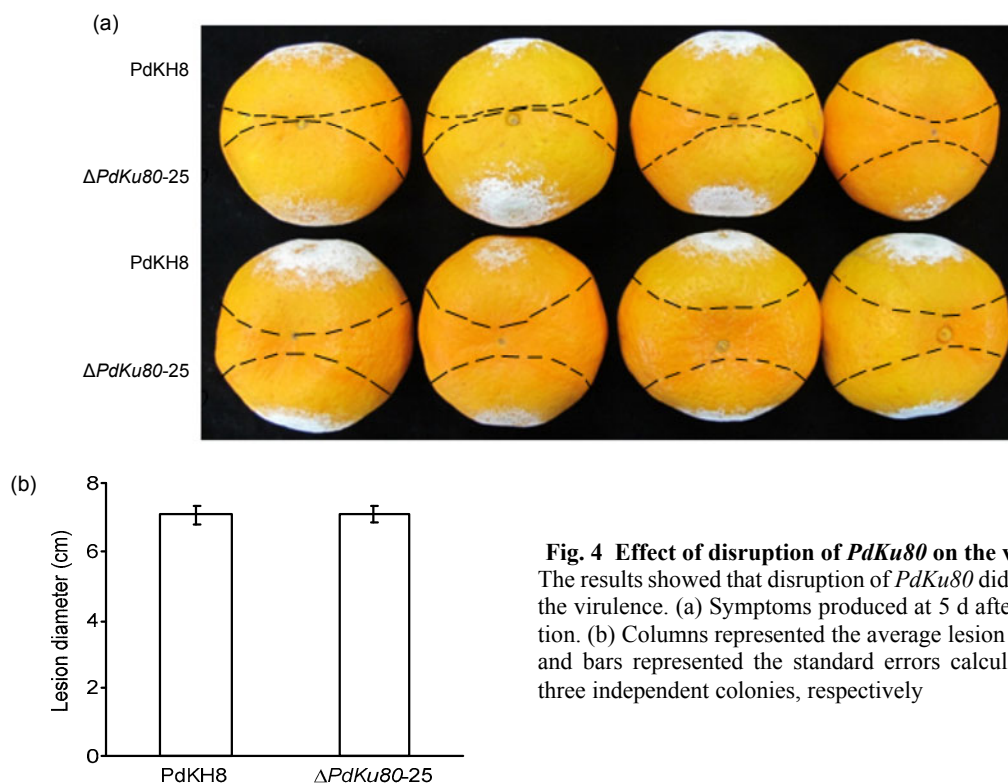 (a)
PdKH8
ΔPdKu80-25
PdKH8
ΔPdKu80-25
(b)
8
6
4
2
0
Lesion diameter (cm)
PdKH8
ΔPdKu80-25
Fig. 4 Effect of disruption of PdKu80 on the v
The results showed that disruption of PdKu80 did
the virulence. (a) Symptoms produced at 5 d afte
tion. (b) Columns represented the average lesion
and bars represented the standard errors calcul
three independent colonies, respectively